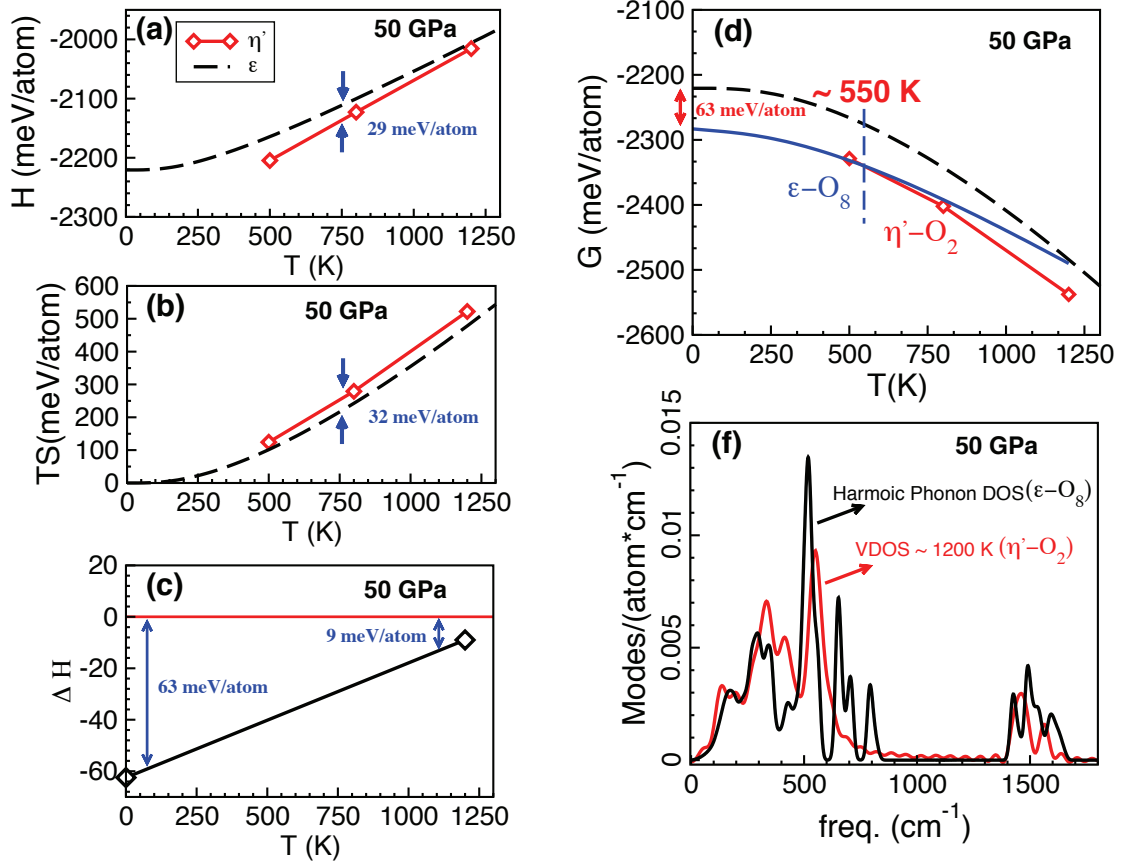 (a)
50 GPa
η'
ε
29 meV/atom
H (meV/atom)
-2000
-2100
-2200
-2300
0 250 500 750 1000 1250
T (K)
(b)
50 GPa
32 meV/atom
TS(meV/atom)
600
500
400
300
200
100
0
0 250 500 750 1000 1250
T (K)
(c)
50 GPa
9 meV/atom
63 meV/atom
Δ H
20
0
-20
-40
-60
0 250 500 750 1000 1250
T (K)
(d)
50 GPa
~ 550 K
63 meV/atom
ε−O₈
η'−O₂
G (meV/atom)
-2100
-2200
-2300
-2400
-2500
-2600
0 250 500 750 1000 1250
T(K)
(f)
50 GPa
Harmoic Phonon DOS(ε−O₈)
VDOS ~ 1200 K (η'−O₂)
Modes/(atom*cm⁻¹)
0.015
0.01
0.005
0
0 500 1000 1500
freq. (cm⁻¹)